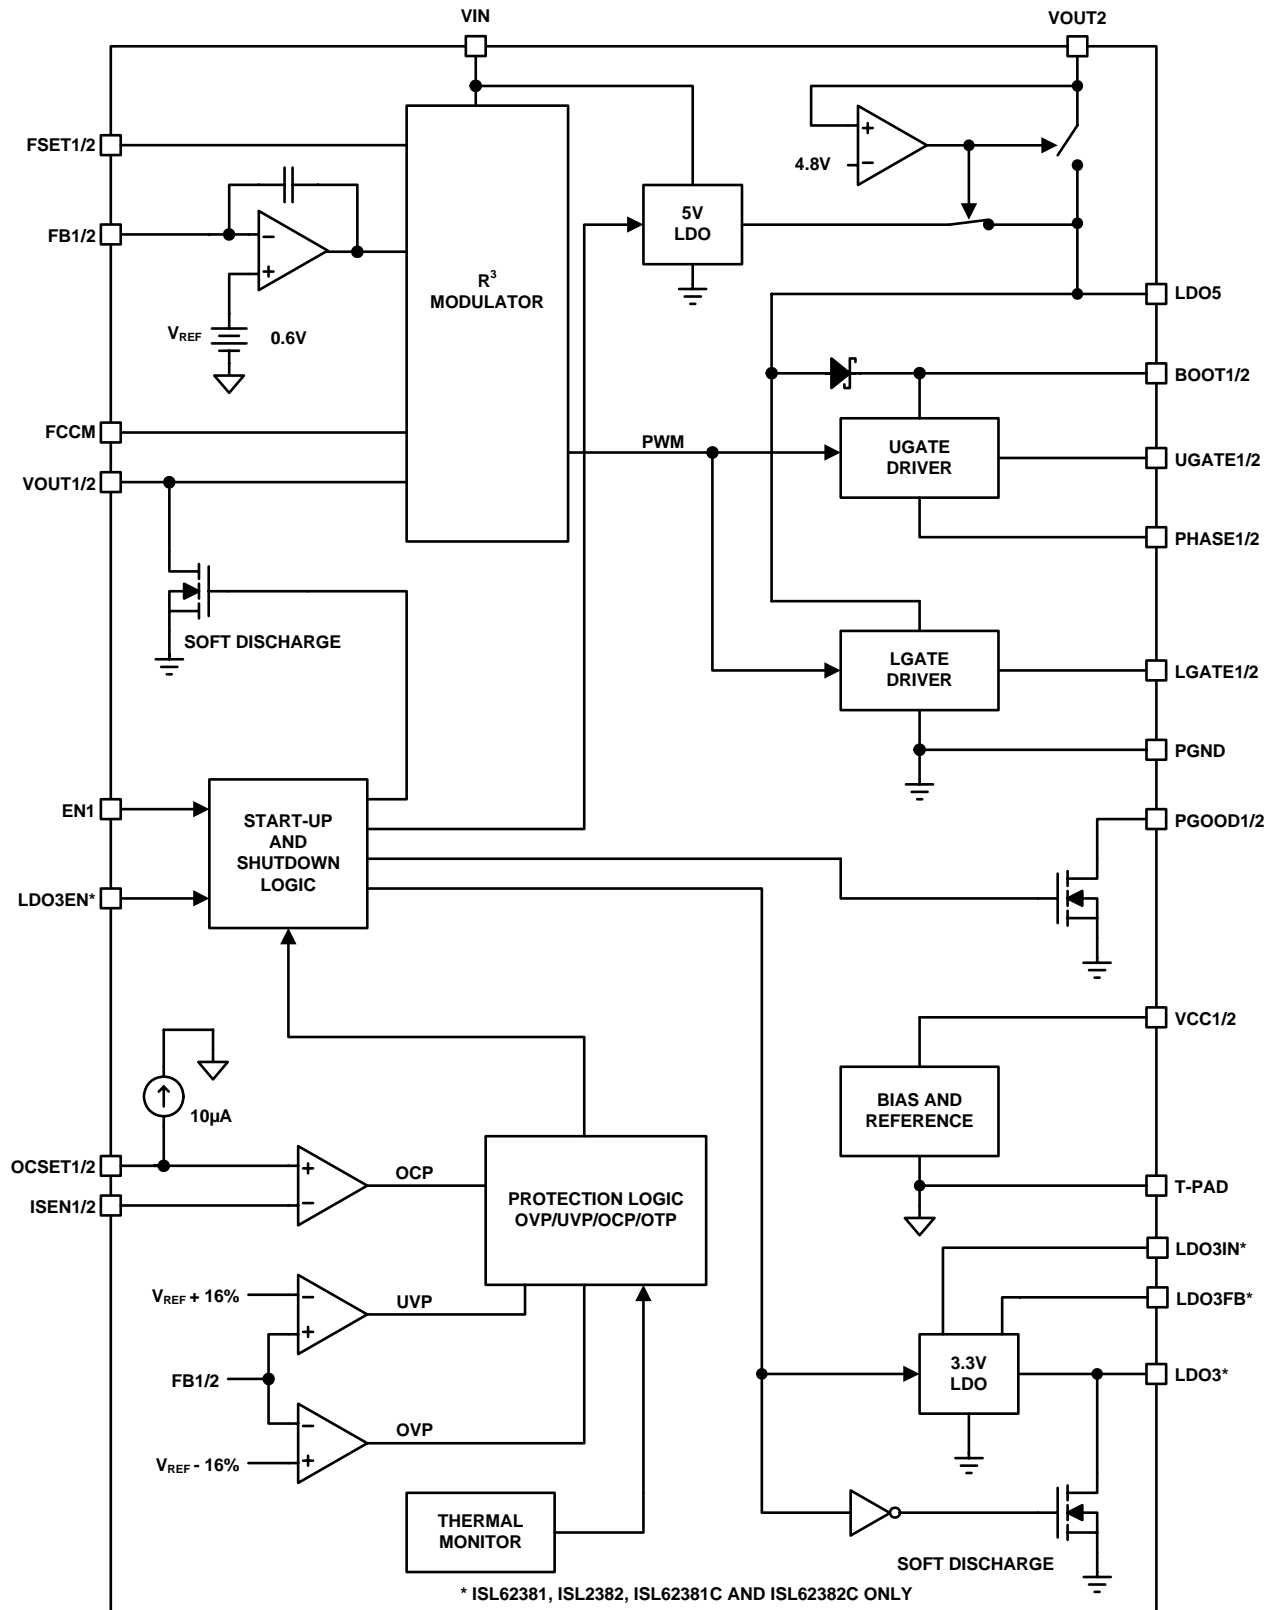 VIN
VOUT2
FSET1/2
4.8V
+
−
5V
LDO
FB1/2
−
+
R³
MODULATOR
VREF
0.6V
LDO5
BOOT1/2
FCCM
PWM
UGATE
DRIVER
UGATE1/2
VOUT1/2
PHASE1/2
SOFT DISCHARGE
LGATE
DRIVER
LGATE1/2
PGND
EN1
START-UP
AND
SHUTDOWN
LOGIC
PGOOD1/2
LDO3EN*
VCC1/2
10µA
BIAS AND
REFERENCE
OCSET1/2
+
−
OCP
ISEN1/2
PROTECTION LOGIC
OVP/UVP/OCP/OTP
T-PAD
LDO3IN*
VREF + 16%
−
+
UVP
LDO3FB*
FB1/2
3.3V
LDO
LDO3*
−
+
OVP
VREF - 16%
THERMAL
MONITOR
SOFT DISCHARGE
* ISL62381, ISL2382, ISL62381C AND ISL62382C ONLY